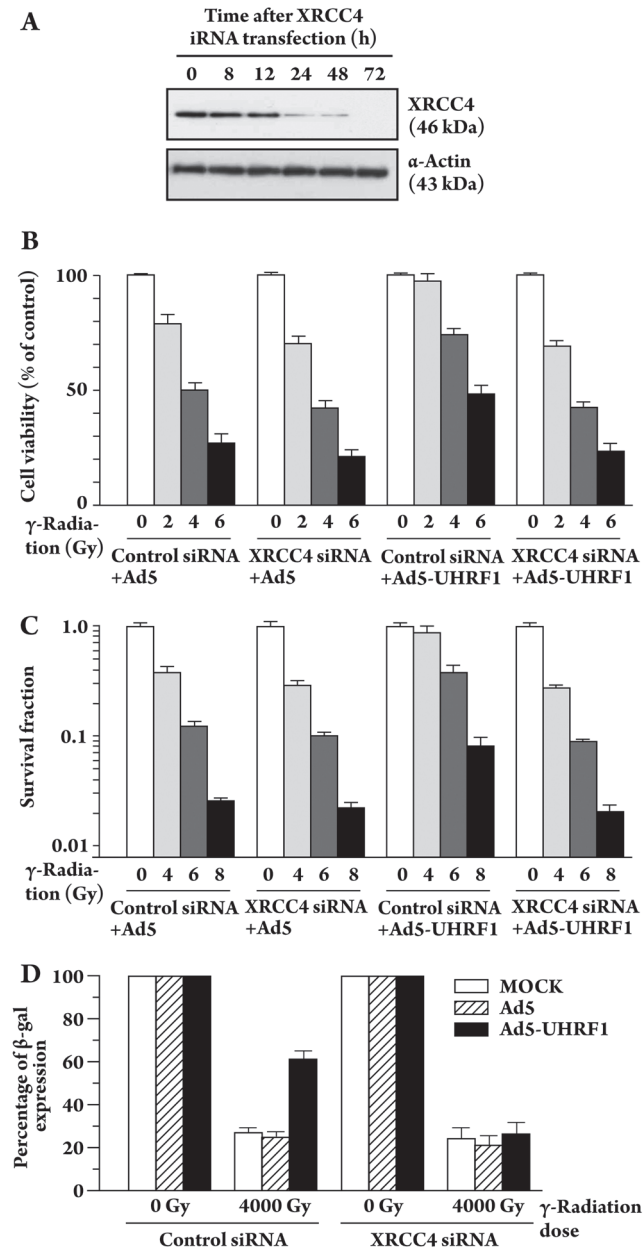 A
Time after XRCC4
iRNA transfection (h)
0 8 12 24 48 72
XRCC4
(46 kDa)
α-Actin
(43 kDa)
B
Cell viability (% of control)
100
50
0
γ-Radia-
tion (Gy)
0 2 4 6 0 2 4 6 0 2 4 6 0 2 4 6
Control siRNA
+Ad5
XRCC4 siRNA
+Ad5
Control siRNA
+Ad5-UHRF1
XRCC4 siRNA
+Ad5-UHRF1
C
Survival fraction
1.0
0.1
0.01
γ-Radia-
tion (Gy)
0 4 6 8 0 4 6 8 0 4 6 8 0 4 6 8
Control siRNA
+Ad5
XRCC4 siRNA
+Ad5
Control siRNA
+Ad5-UHRF1
XRCC4 siRNA
+Ad5-UHRF1
D
Percentage of β-gal
expression
100
80
60
40
20
0
MOCK
Ad5
Ad5-UHRF1
0 Gy 4000 Gy 0 Gy 4000 Gy
γ-Radiation
dose
Control siRNA XRCC4 siRNA